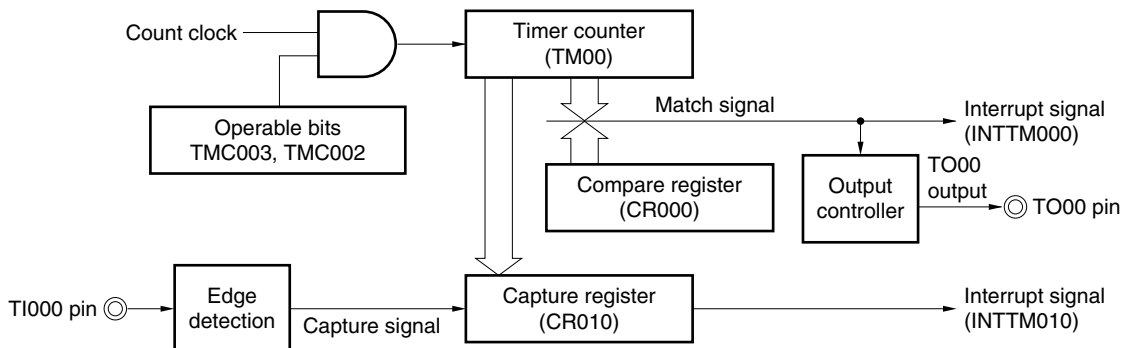 Count clock
Timer counter
(TM00)
Operable bits
TMC003, TMC002
Match signal
Interrupt signal
(INTTM000)
Compare register
(CR000)
Output
controller
TO00
output
TO00 pin
TI000 pin
Edge
detection
Capture signal
Capture register
(CR010)
Interrupt signal
(INTTM010)